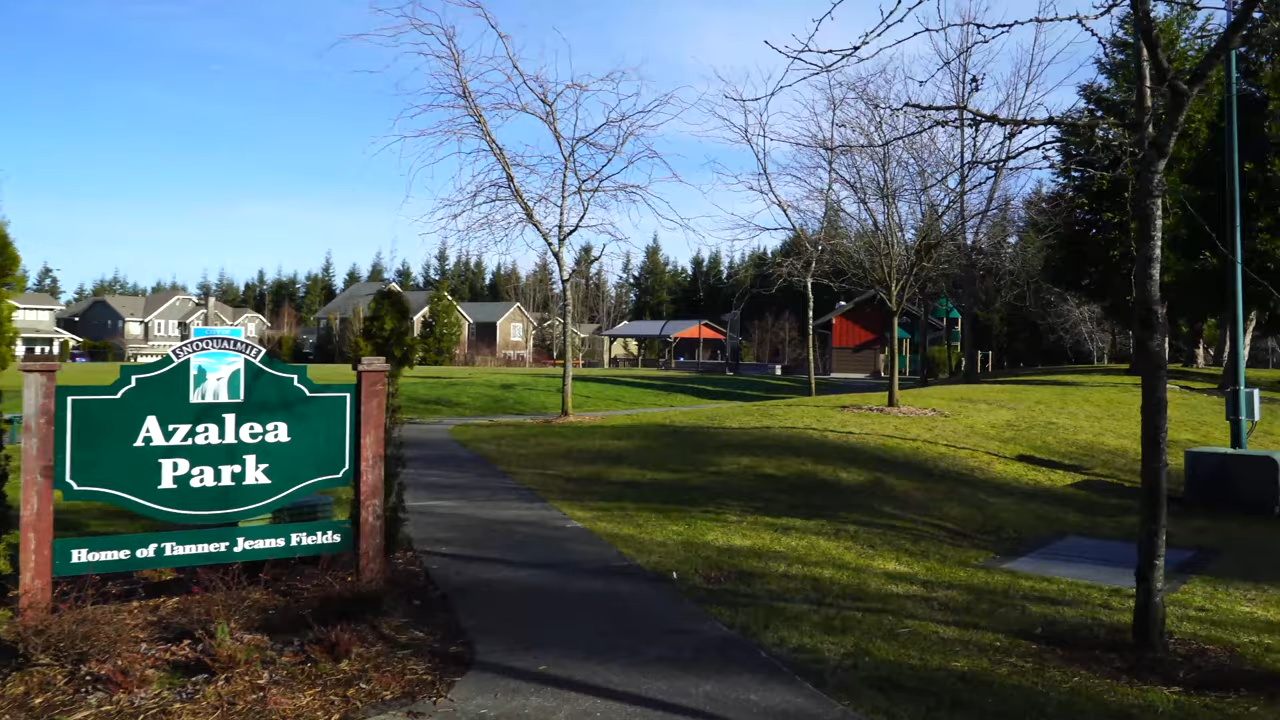 CITY OF
SNOQUALMIE
Azalea
Park
Home of Tanner Jeans Fields